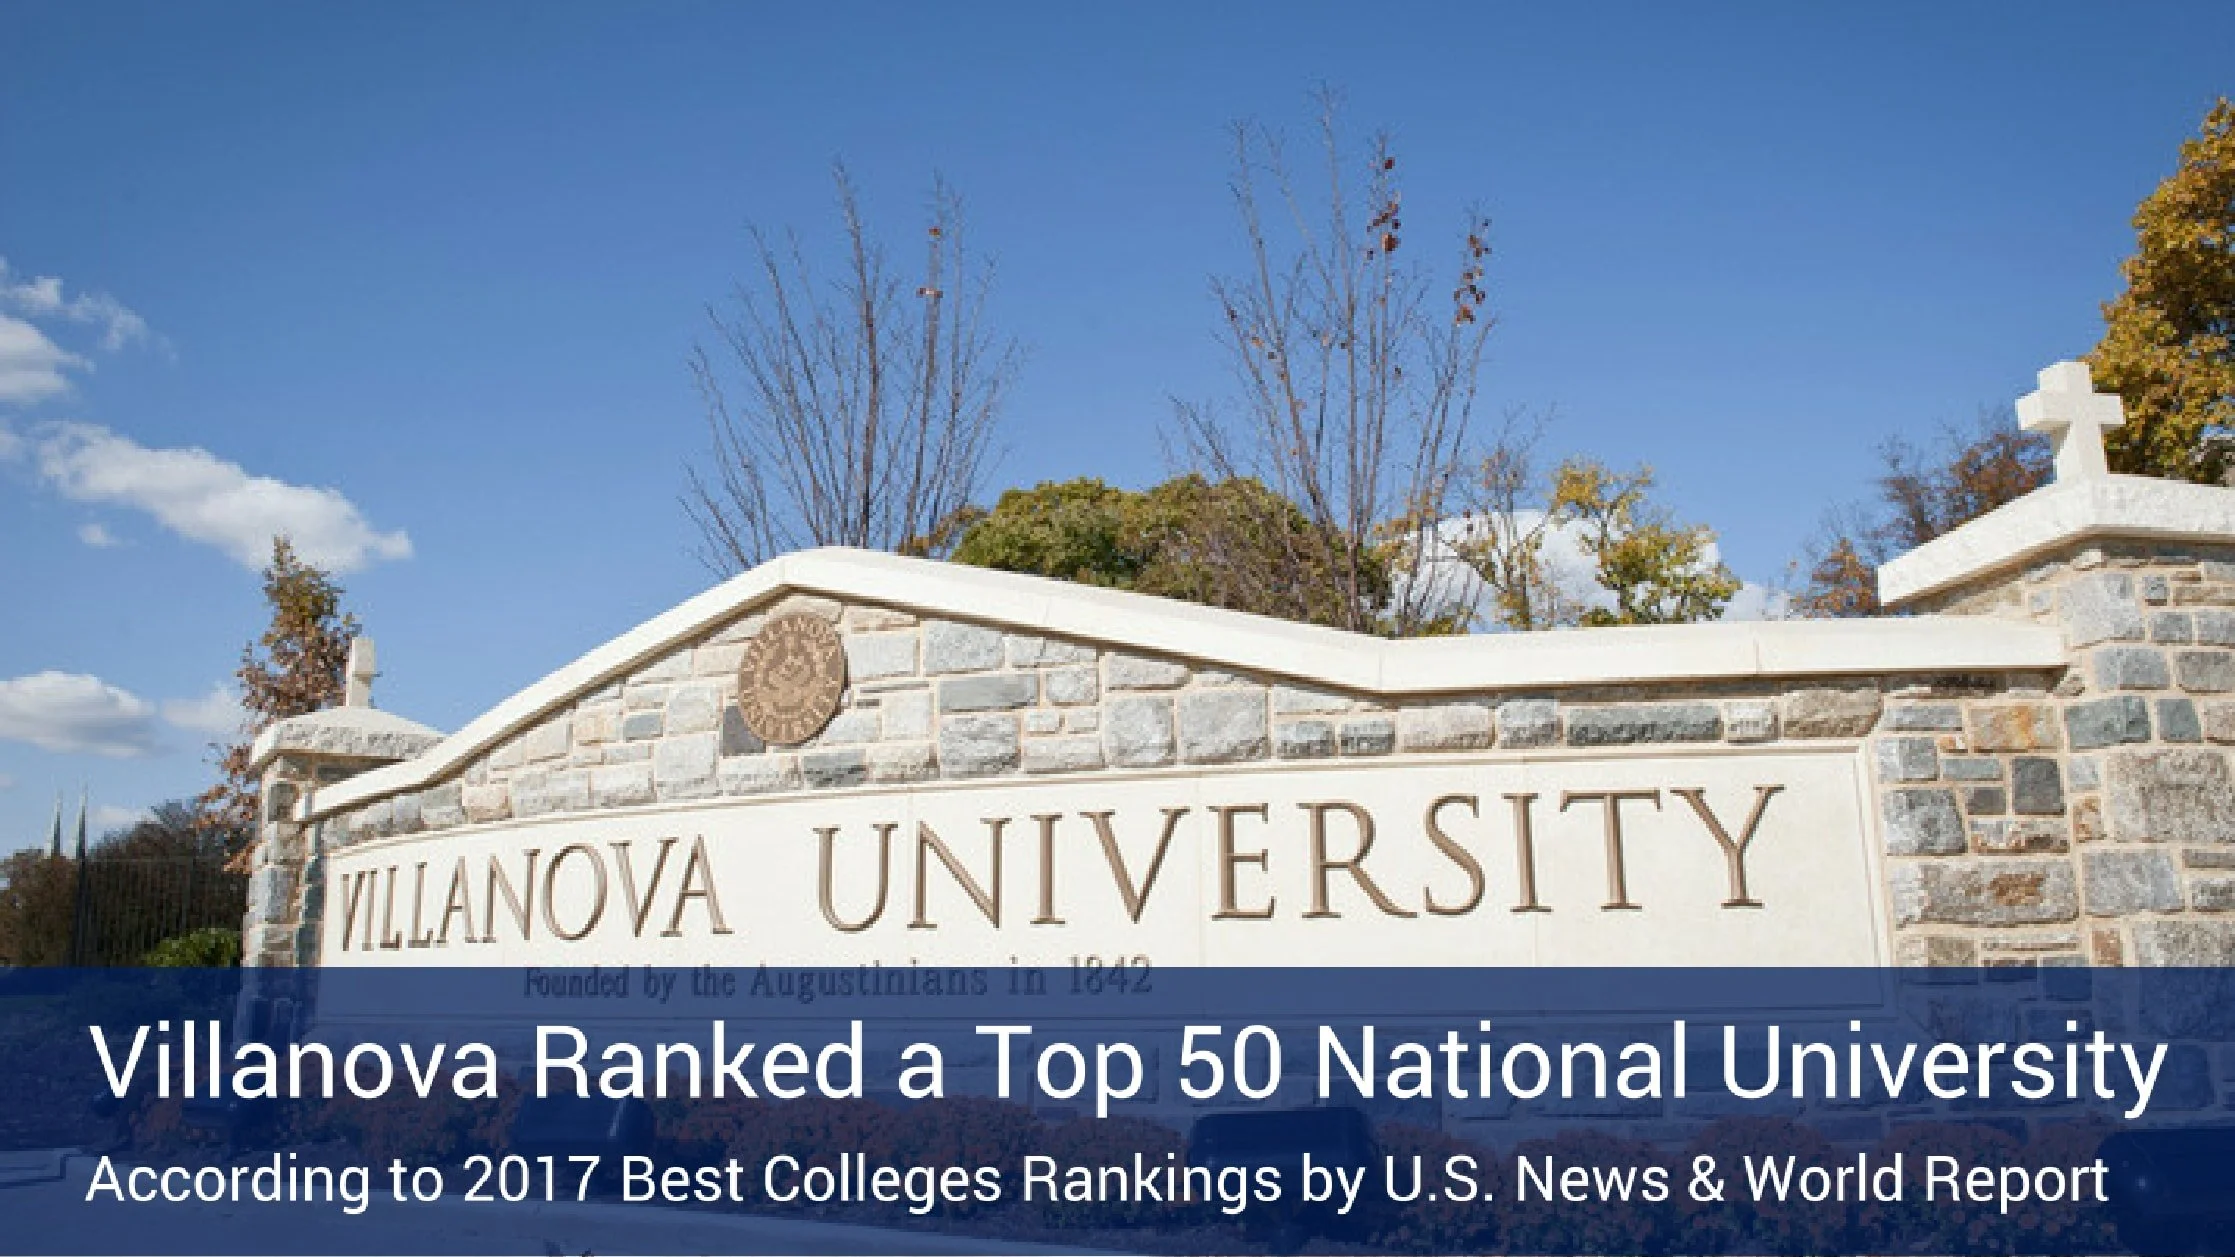 VILLANOVA UNIVERSITY
Founded by the Augustinians in 1842
Villanova Ranked a Top 50 National University
According to 2017 Best Colleges Rankings by U.S. News & World Report